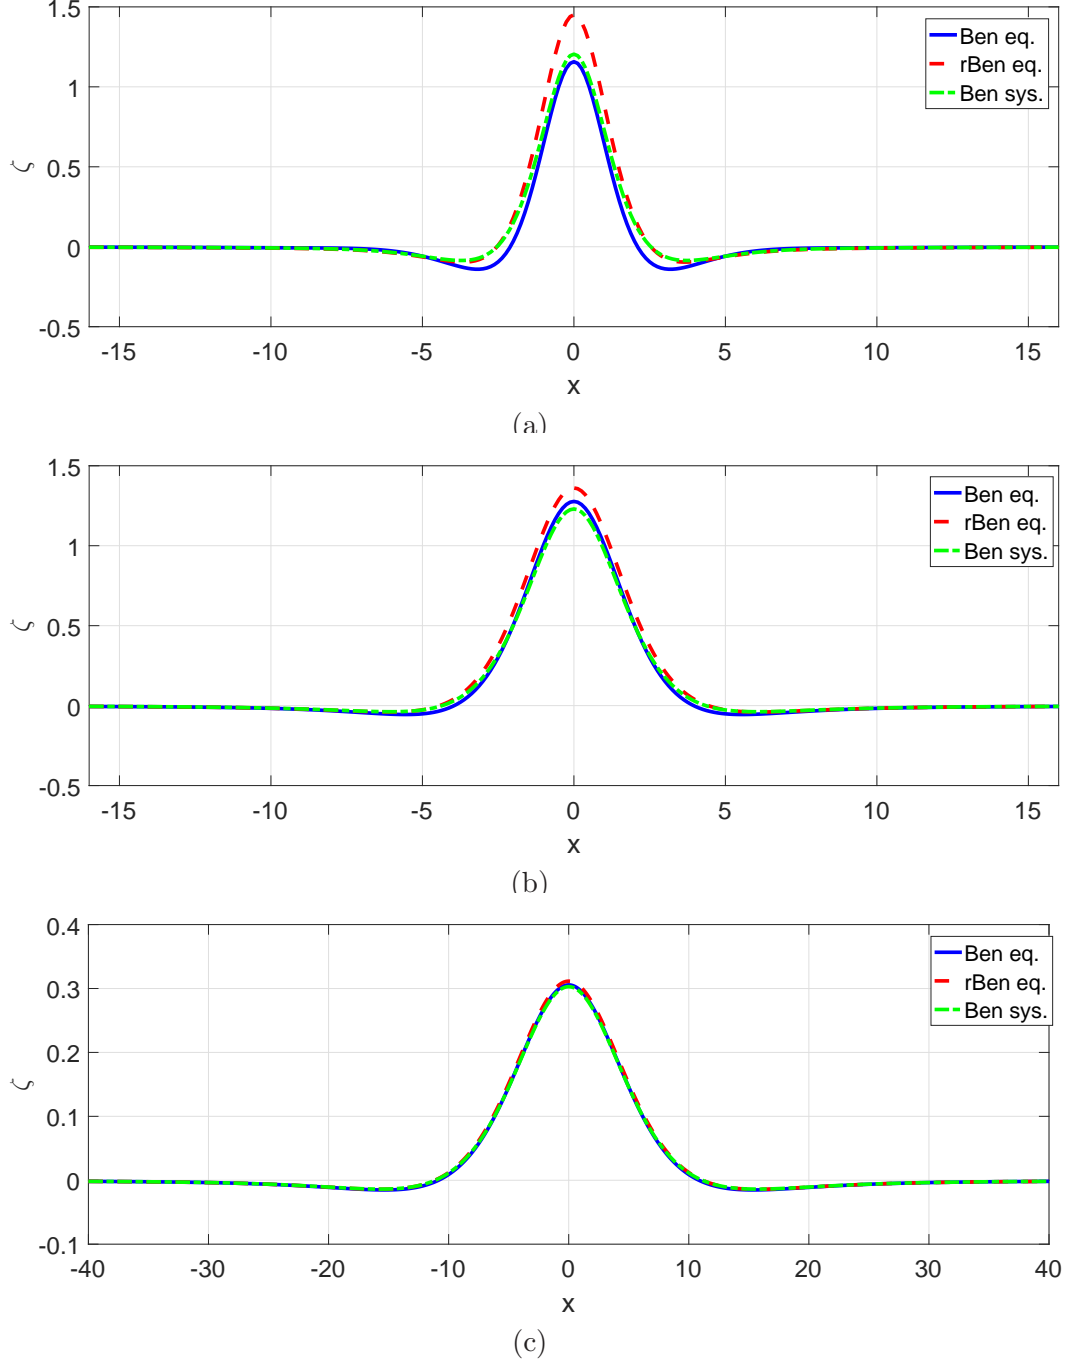 1.5
1
0.5
0
-0.5
ζ
-15 -10 -5 0 5 10 15
x
Ben eq.
rBen eq.
Ben sys.
(a)
1.5
1
0.5
0
-0.5
ζ
-15 -10 -5 0 5 10 15
x
Ben eq.
rBen eq.
Ben sys.
(b)
0.4
0.3
0.2
0.1
0
-0.1
ζ
-40 -30 -20 -10 0 10 20 30 40
x
Ben eq.
rBen eq.
Ben sys.
(c)